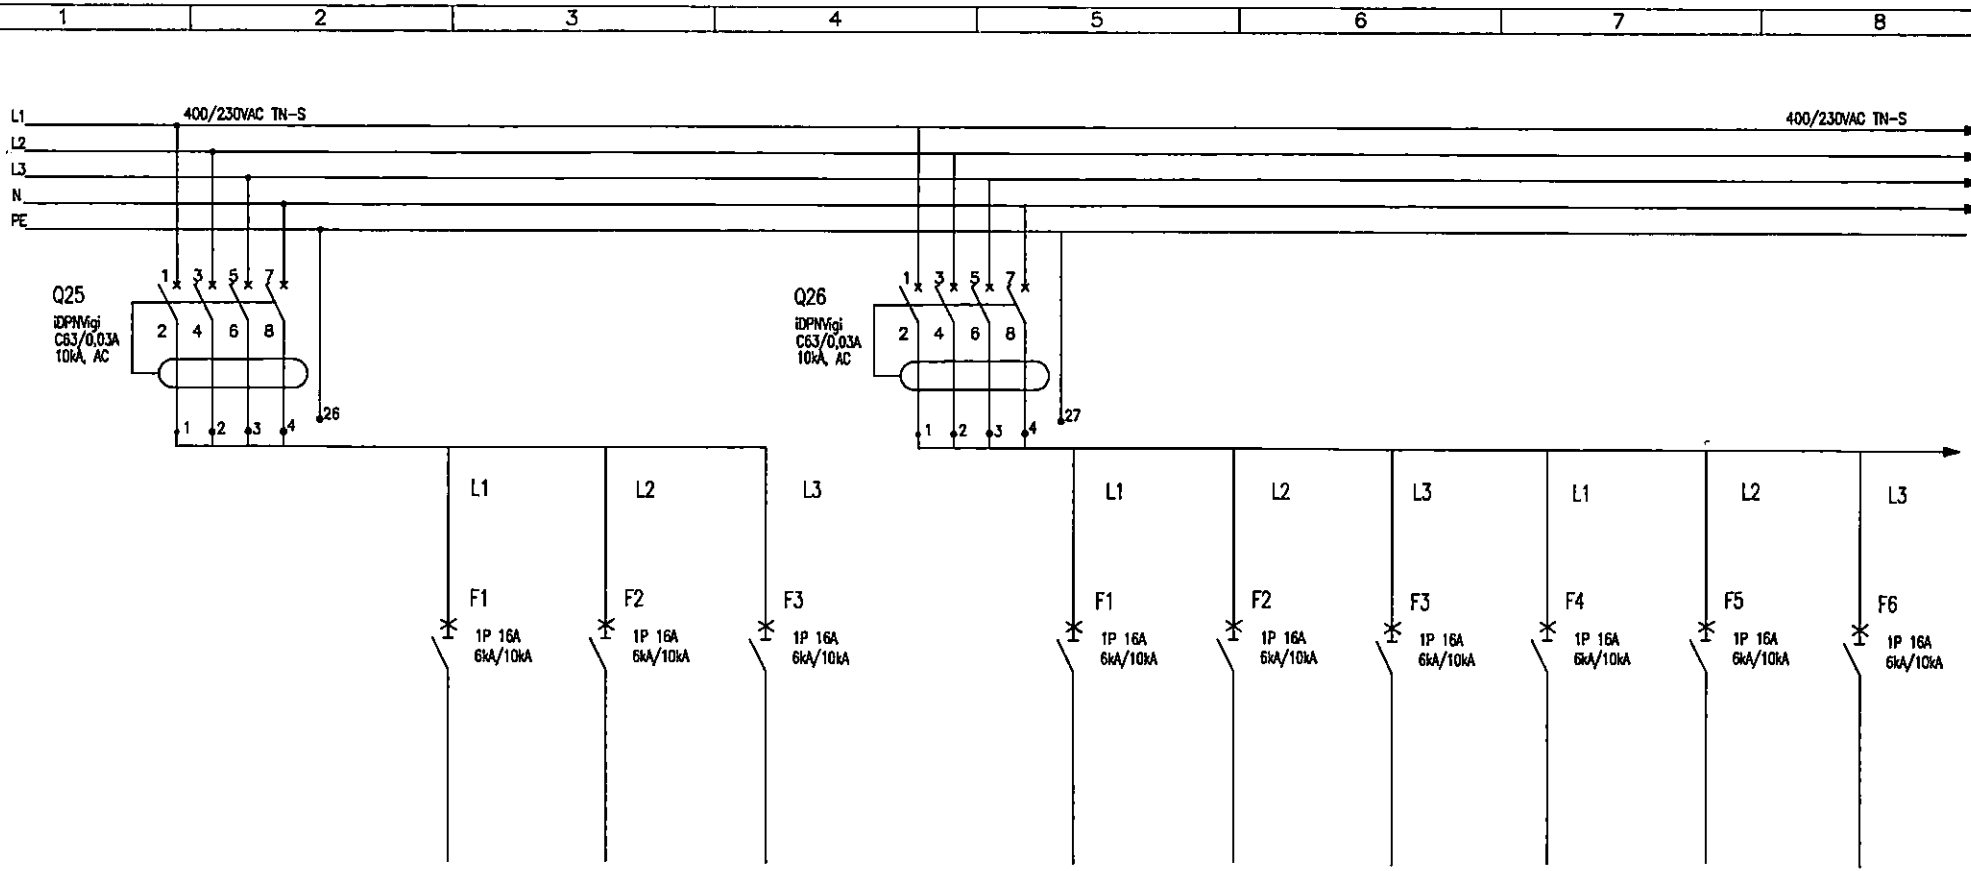 1 2 3 4 5 6 7 8
400/230VAC TN-S 400/230VAC TN-S
L1
L2
L3
N
PE
1 3 5 7
Q25
iDPNVigi
C63/0,03A
10kA, AC
2 4 6 8
26
1 2 3 4
1 3 5 7
Q26
iDPNVigi
C63/0,03A
10kA, AC
2 4 6 8
27
1 2 3 4
L1 L2 L3 L1 L2 L3 L1 L2 L3
F1
1P 16A
6kA/10kA
F2
1P 16A
6kA/10kA
F3
1P 16A
6kA/10kA
F1
1P 16A
6kA/10kA
F2
1P 16A
6kA/10kA
F3
1P 16A
6kA/10kA
F4
1P 16A
6kA/10kA
F5
1P 16A
6kA/10kA
F6
1P 16A
6kA/10kA